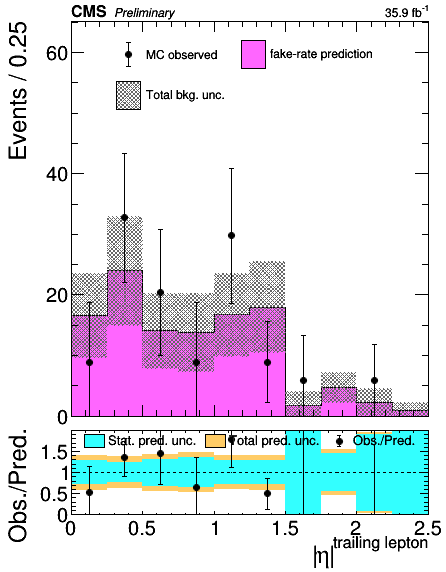 CMS Preliminary 35.9 fb⁻¹
Events / 0.25
MC observed
fake-rate prediction
Total bkg. unc.
60
40
20
0
Obs./Pred.
Stat. pred. unc.
Total pred. unc.
Obs./Pred.
1.5
1
0.5
0
0 0.5 1 1.5 2 2.5
|η|trailing lepton